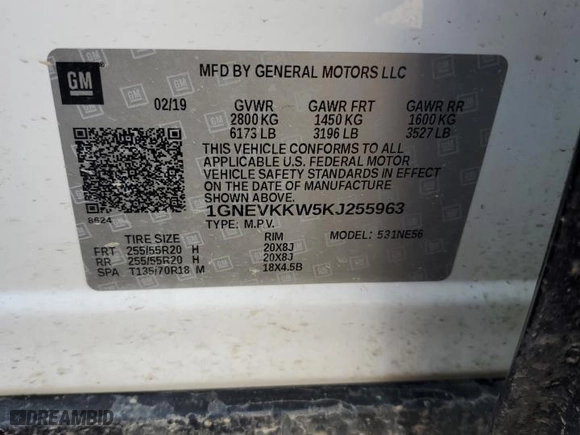 GM
MFD BY GENERAL MOTORS LLC
02/19 GVWR GAWR FRT GAWR RR
2800 KG 1450 KG 1600 KG
6173 LB 3196 LB 3527 LB
THIS VEHICLE CONFORMS TO ALL
APPLICABLE U.S. FEDERAL MOTOR
VEHICLE SAFETY STANDARDS IN EFFECT
ON THE DATE OF MANUFACTURE
SHOWN ABOVE.
1GNEVKKW5KJ255963
8624
TYPE: M.P.V. MODEL: 531NE56
TIRE SIZE RIM
FRT 255/55R20 H 20X8J
RR 255/55R20 H 20X8J
SPA T135/70R18 M 18X4.5B
DREAMBID